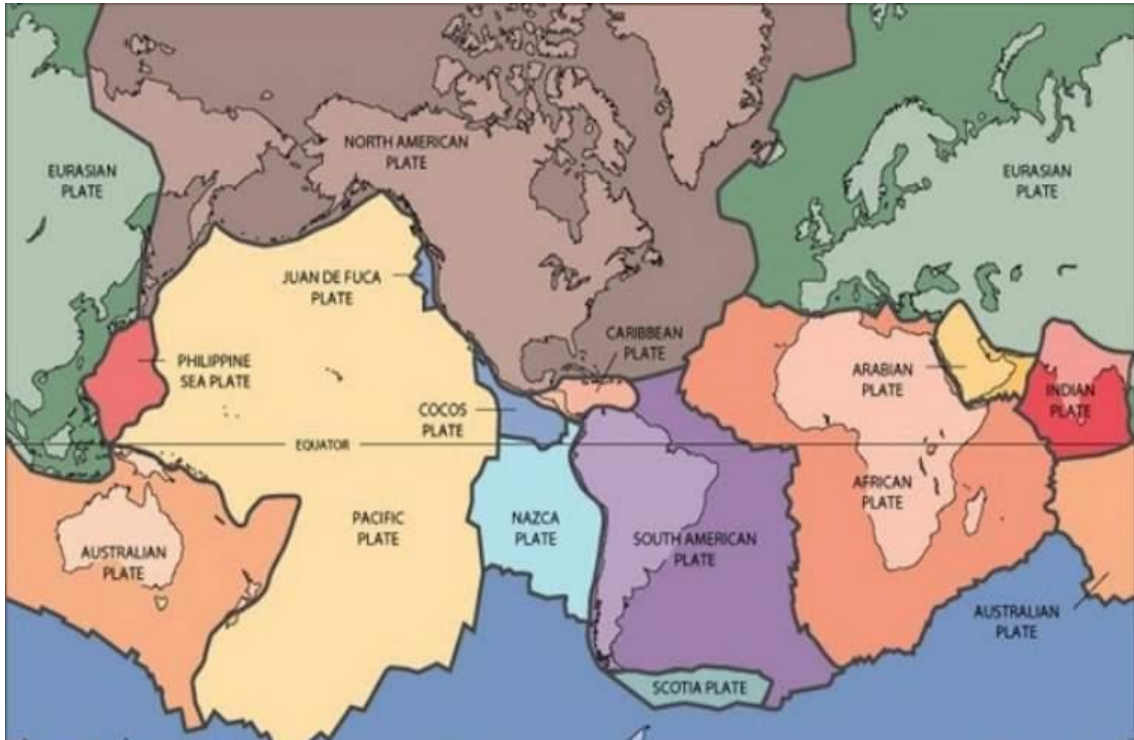 NORTH AMERICAN
PLATE
EURASIAN
PLATE
EURASIAN
PLATE
JUAN DE FUCA
PLATE
CARIBBEAN
PLATE
PHILIPPINE
SEA PLATE
ARABIAN
PLATE
INDIAN
PLATE
COCOS
PLATE
EQUATOR
AFRICAN
PLATE
PACIFIC
PLATE
NAZCA
PLATE
SOUTH AMERICAN
PLATE
AUSTRALIAN
PLATE
AUSTRALIAN
PLATE
SCOTIA PLATE